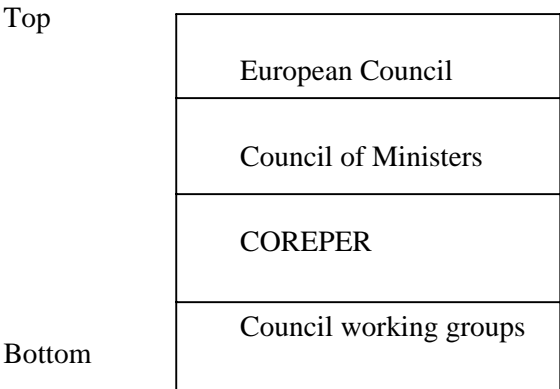 Top
European Council
Council of Ministers
COREPER
Council working groups
Bottom